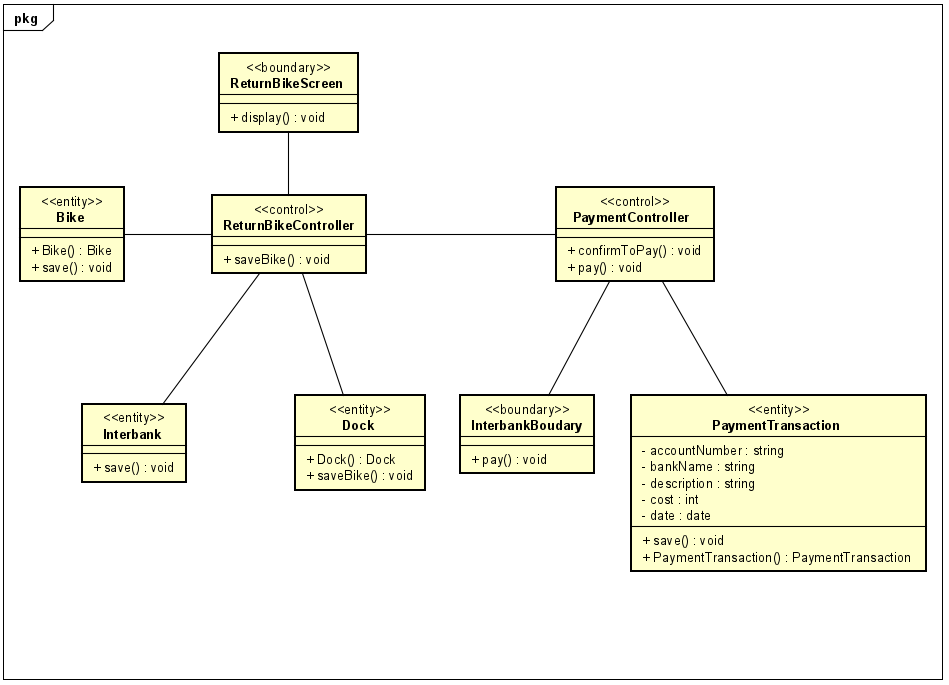 pkg
<<boundary>>
ReturnBikeScreen
+ display() : void
<<entity>>
Bike
+ Bike() : Bike
+ save() : void
<<control>>
ReturnBikeController
+ saveBike() : void
<<control>>
PaymentController
+ confirmToPay() : void
+ pay() : void
<<entity>>
Interbank
+ save() : void
<<entity>>
Dock
+ Dock() : Dock
+ saveBike() : void
<<boundary>>
InterbankBoudary
+ pay() : void
<<entity>>
PaymentTransaction
- accountNumber : string
- bankName : string
- description : string
- cost : int
- date : date
+ save() : void
+ PaymentTransaction() : PaymentTransaction